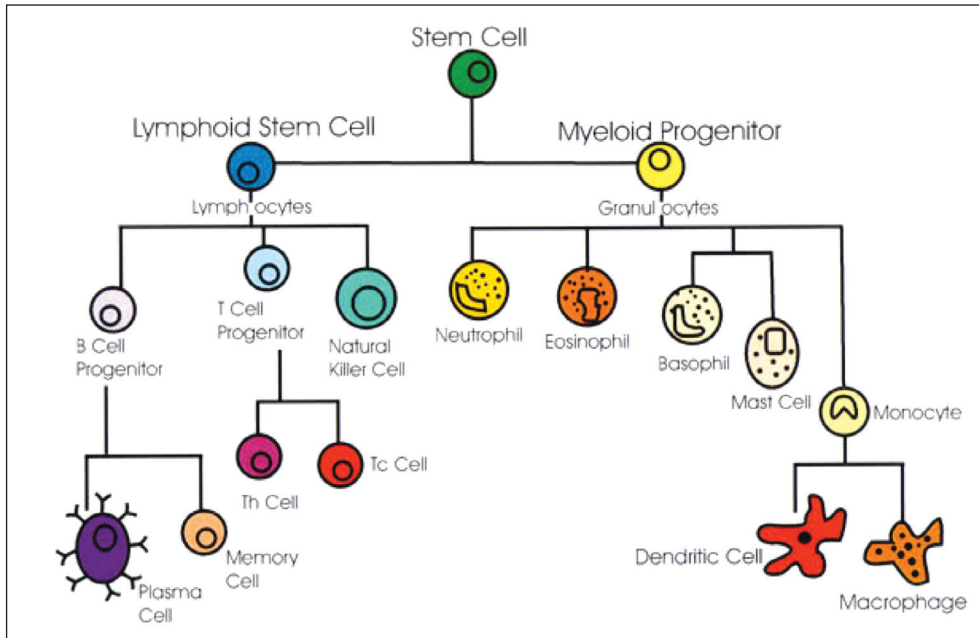 Stem Cell
Lymphoid Stem Cell
Myeloid Progenitor
Lymph ocytes
Granul ocytes
B Cell
Progenitor
T Cell
Progenitor
Natural
Killer Cell
Neutrophil
Eosinophil
Basophil
Mast Cell
Monocyte
Th Cell
Tc Cell
Plasma
Cell
Memory
Cell
Dendritic Cell
Macrophage